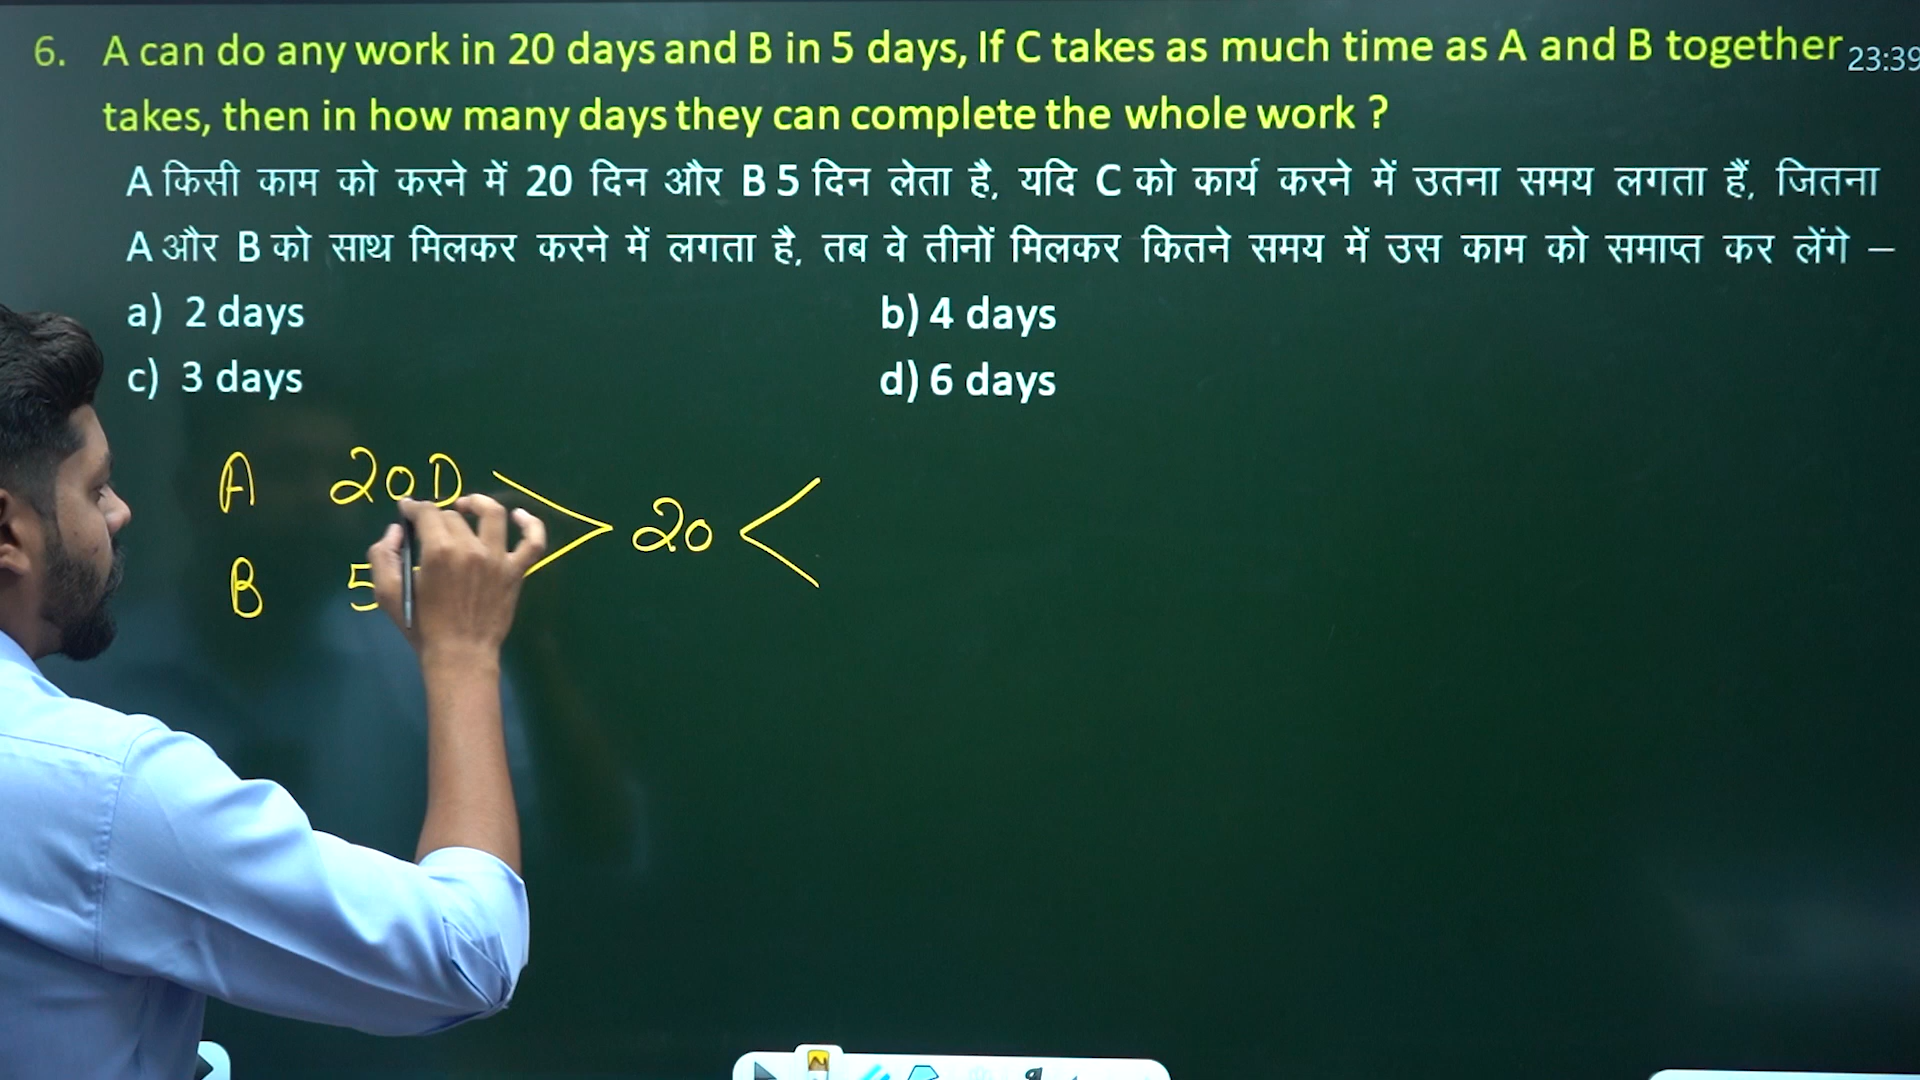 6. A can do any work in 20 days and B in 5 days, If C takes as much time as A and B together
23:39
takes, then in how many days they can complete the whole work ?
A किसी काम को करने में 20 दिन और B 5 दिन लेता है, यदि C को कार्य करने में उतना समय लगता हैं, जितना
A और B को साथ मिलकर करने में लगता है, तब वे तीनों मिलकर कितने समय में उस काम को समाप्त कर लेंगे –
a) 2 days b) 4 days
c) 3 days d) 6 days
A 20D 20
B 5